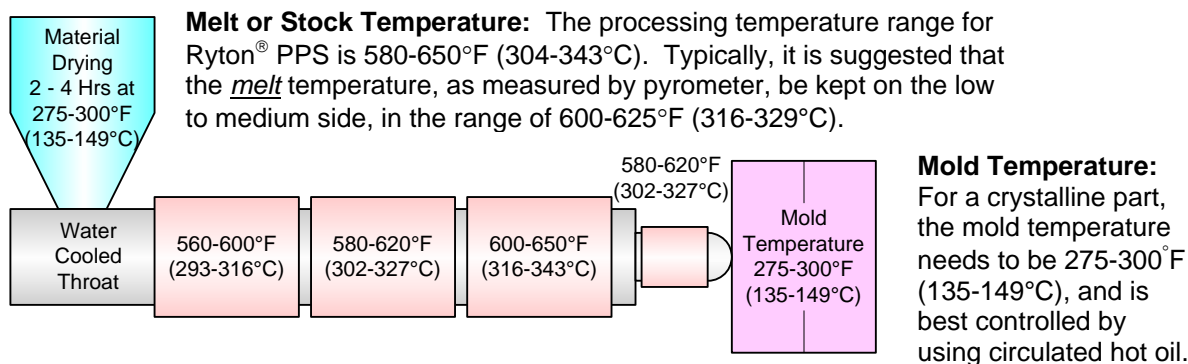 Material
Drying
2 - 4 Hrs at
275-300°F
(135-149°C)
Melt or Stock Temperature: The processing temperature range for
Ryton® PPS is 580-650°F (304-343°C). Typically, it is suggested that
the melt temperature, as measured by pyrometer, be kept on the low
to medium side, in the range of 600-625°F (316-329°C).
Water
Cooled
Throat
560-600°F
(293-316°C)
580-620°F
(302-327°C)
600-650°F
(316-343°C)
580-620°F
(302-327°C)
Mold
Temperature
275-300°F
(135-149°C)
Mold Temperature:
For a crystalline part,
the mold temperature
needs to be 275-300°F
(135-149°C), and is
best controlled by
using circulated hot oil.